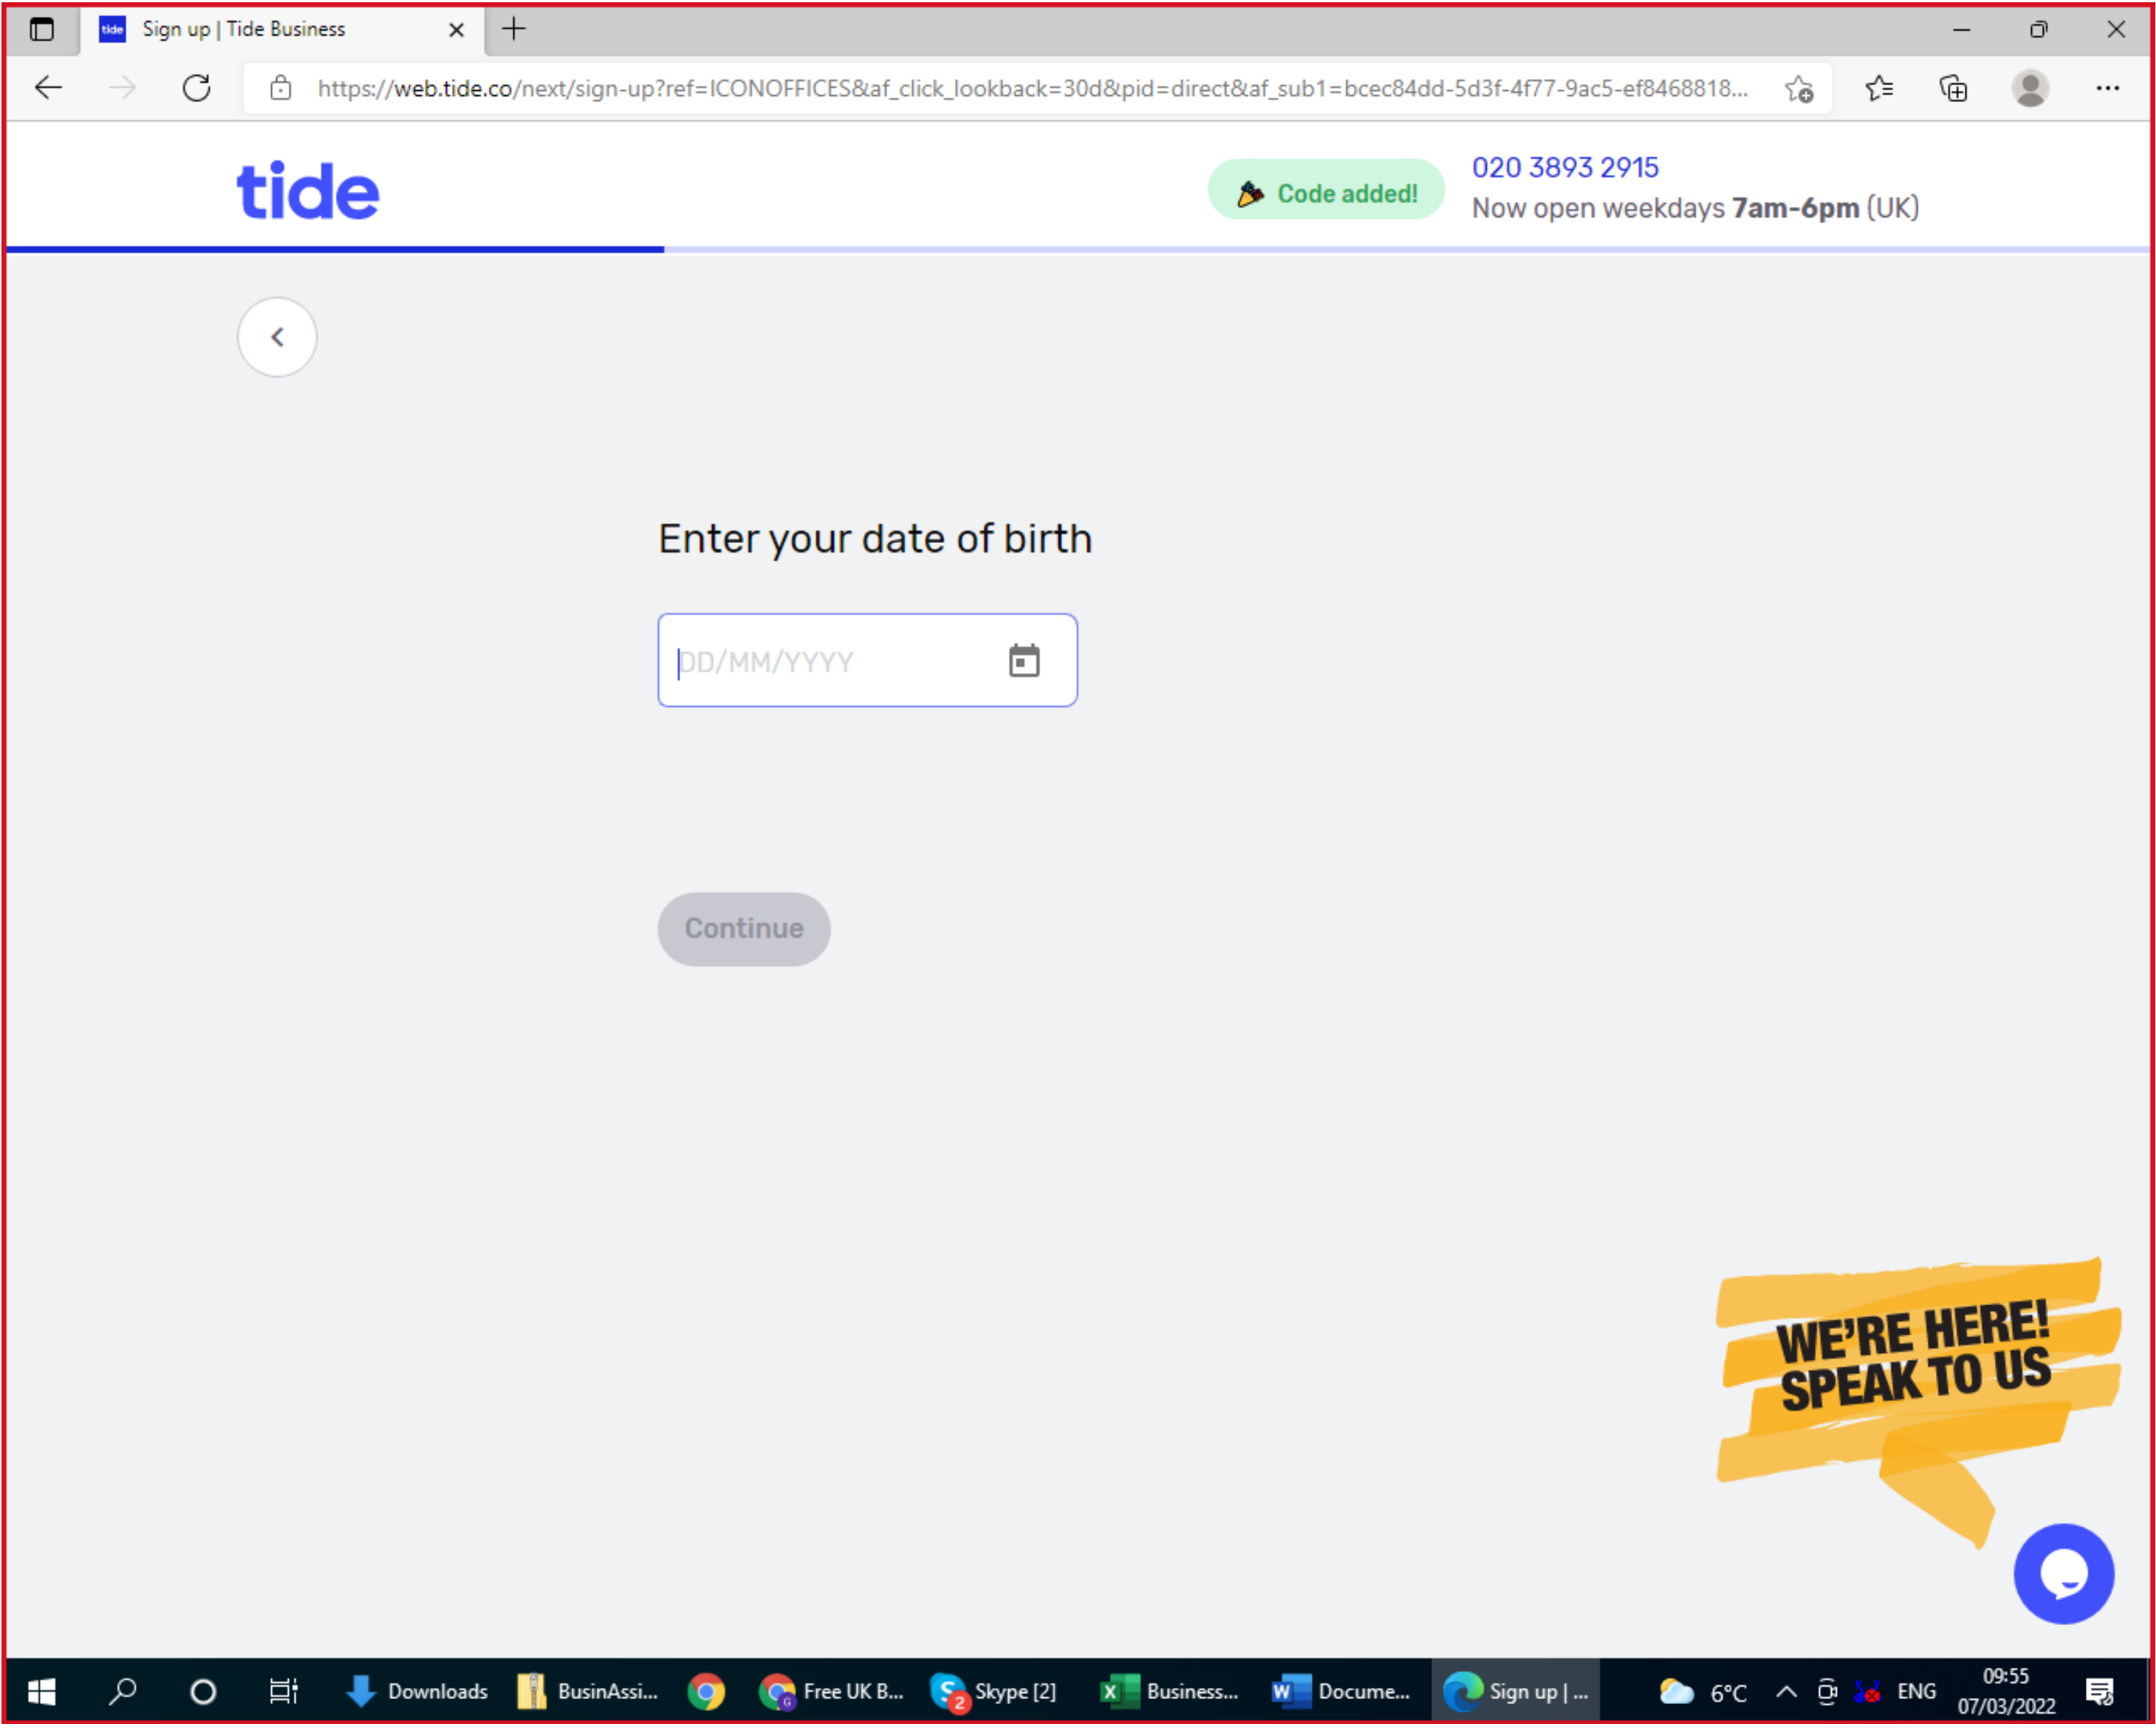 tide Sign up | Tide Business
https://web.tide.co/next/sign-up?ref=ICONOFFICES&af_click_lookback=30d&pid=direct&af_sub1=bcec84dd-5d3f-4f77-9ac5-ef8468818...
tide
Code added!
020 3893 2915
Now open weekdays 7am-6pm (UK)
Enter your date of birth
DD/MM/YYYY
Continue
WE'RE HERE!
SPEAK TO US
Downloads BusinAssi... Free UK B... Skype [2] Business... Docume... Sign up | ... 6°C ENG 09:55
07/03/2022